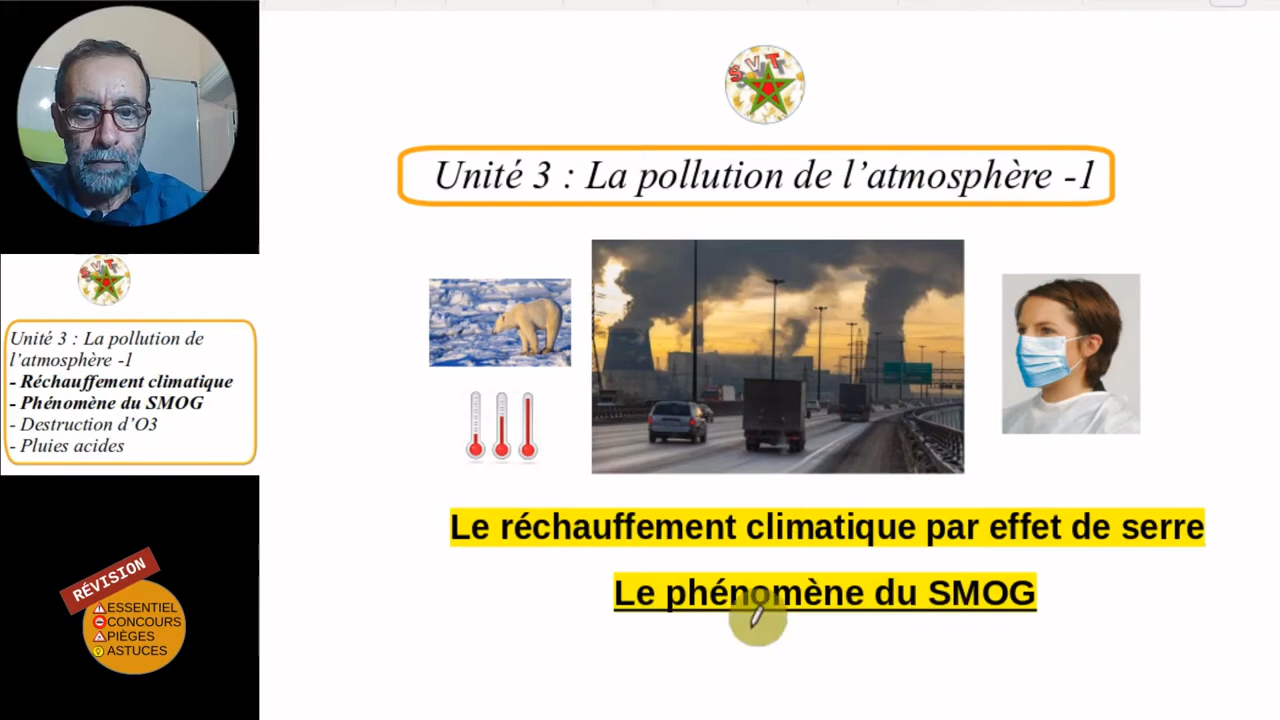 SVT
Unité 3 : La pollution de l’atmosphère -1
Le réchauffement climatique par effet de serre
Le phénomène du SMOG
SVT
Unité 3 : La pollution de
l’atmosphère -1
- Réchauffement climatique
- Phénomène du SMOG
- Destruction d’O3
- Pluies acides
RÉVISION
ESSENTIEL
CONCOURS
PIÈGES
ASTUCES